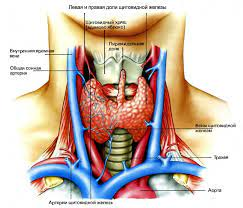 Левая и правая доли щитовидной железы
Щитовидный хрящ
Пирамидальная
доля
Внутренняя яремная
вена
Общая сонная
артерия
Вены щитовидной
железы
Трахея
Аорта
Артерии щитовидной железы